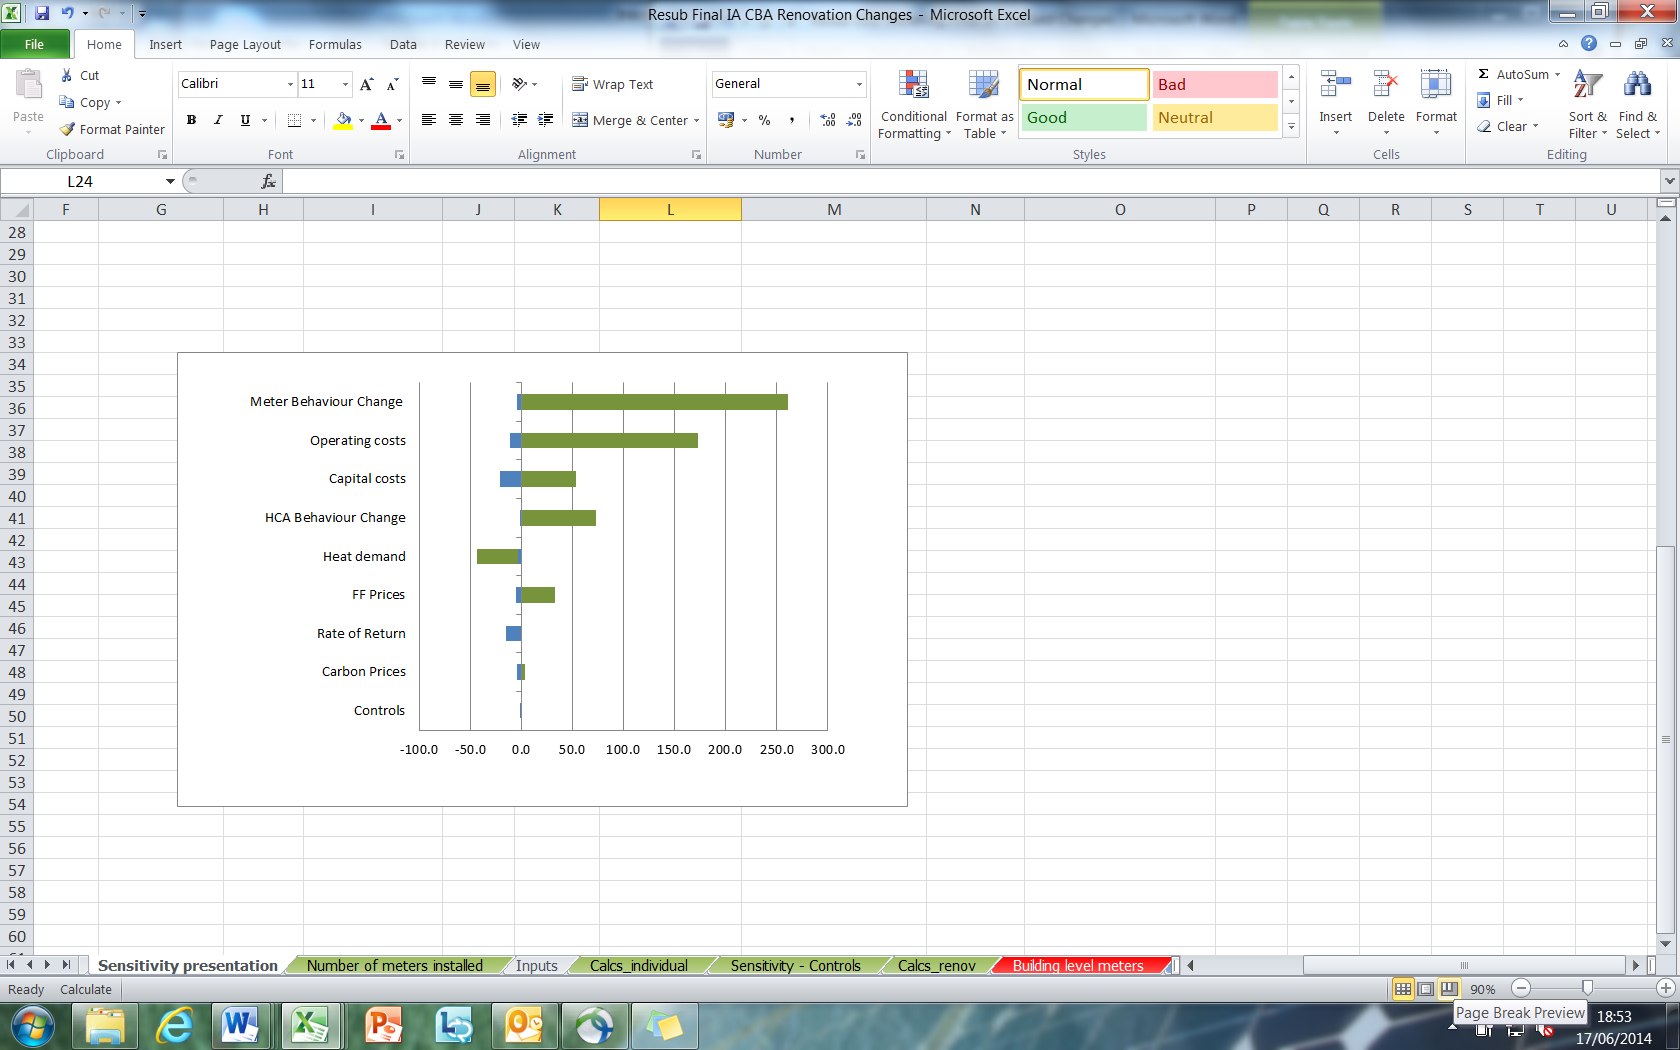 Resub Final IA CBA Renovation Changes - Microsoft Excel
File Home Insert Page Layout Formulas Data Review View
Paste
Cut
Copy
Format Painter
Clipboard
Calibri 11
B I U A
Font
Wrap Text
Merge & Center
Alignment
General
% ,
Number
Conditional Formatting
Format as Table
Normal Bad
Good Neutral
Styles
Insert Delete Format
Cells
Σ AutoSum
Fill
Clear
Sort & Filter
Find & Select
Editing
L24 fx
F G H I J K L M N O P Q R S T U
28
29
30
31
32
33
34
35
36
37
38
39
40
41
42
43
44
45
46
47
48
49
50
51
52
53
54
55
56
57
58
59
60
Meter Behaviour Change
Operating costs
Capital costs
HCA Behaviour Change
Heat demand
FF Prices
Rate of Return
Carbon Prices
Controls
-100.0 -50.0 0.0 50.0 100.0 150.0 200.0 250.0 300.0
Sensitivity presentation Number of meters installed Inputs Calcs_individual Sensitivity - Controls Calcs_renov Building level meters
Ready Calculate 90%
Page Break Preview
18:53
17/06/2014